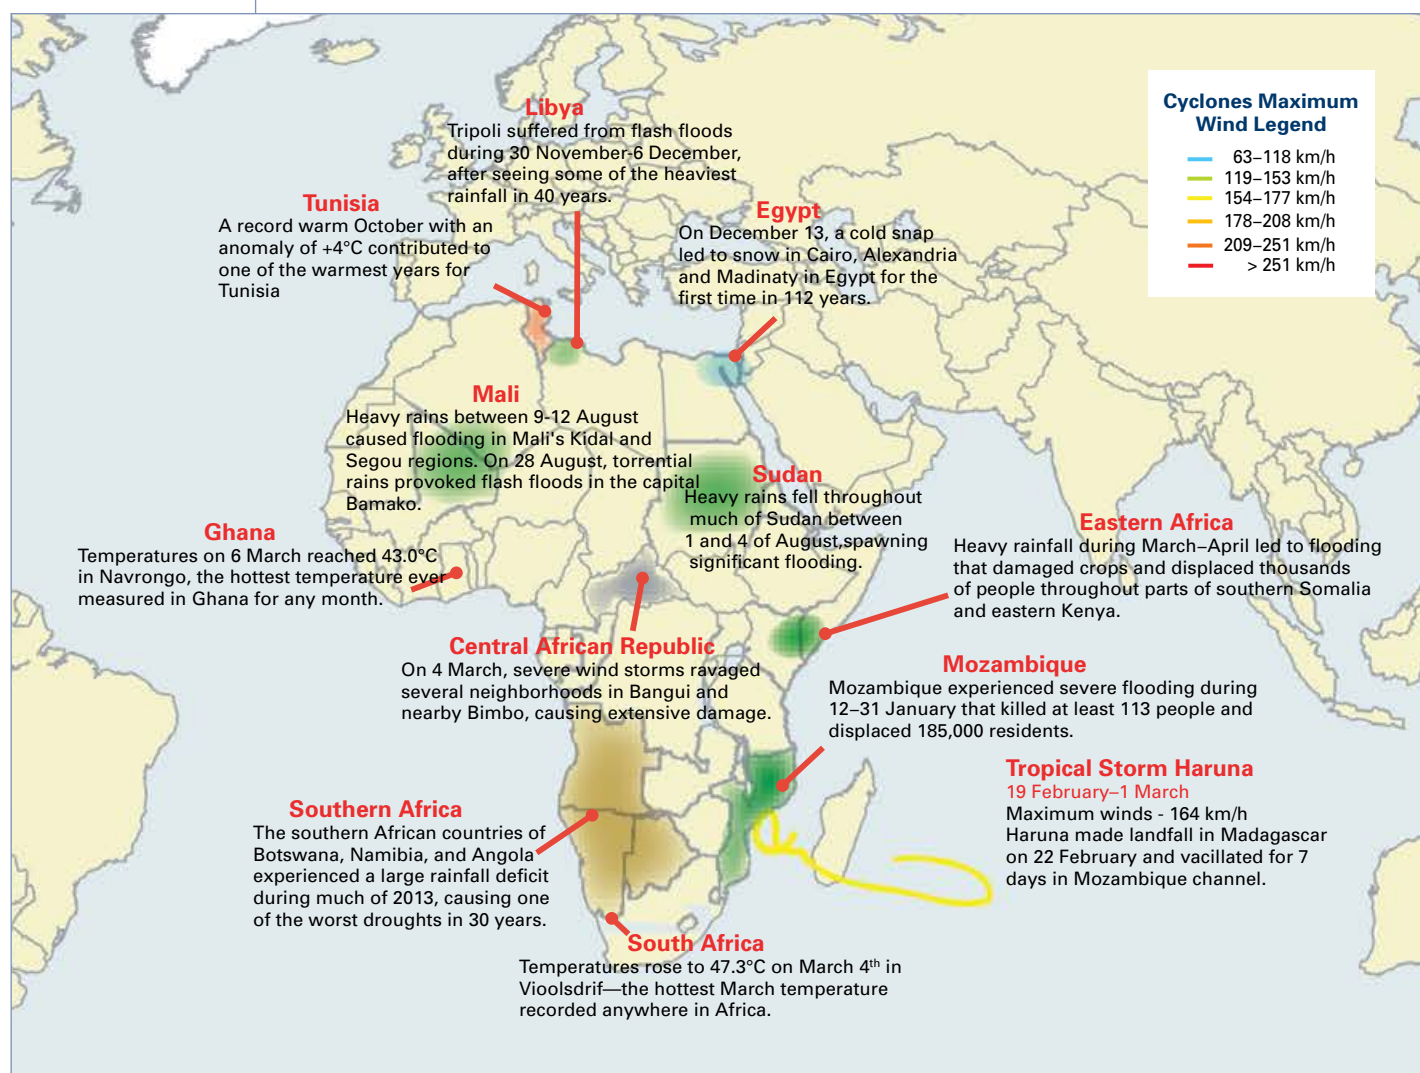 Cyclones Maximum
Wind Legend
63–118 km/h
119–153 km/h
154–177 km/h
178–208 km/h
209–251 km/h
> 251 km/h
Libya
Tripoli suffered from flash floods
during 30 November-6 December,
after seeing some of the heaviest
rainfall in 40 years.
Tunisia
A record warm October with an
anomaly of +4°C contributed to
one of the warmest years for
Tunisia
Egypt
On December 13, a cold snap
led to snow in Cairo, Alexandria
and Madinaty in Egypt for the
first time in 112 years.
Mali
Heavy rains between 9-12 August
caused flooding in Mali's Kidal and
Segou regions. On 28 August, torrential
rains provoked flash floods in the capital
Bamako.
Sudan
Heavy rains fell throughout
much of Sudan between
1 and 4 of August,spawning
significant flooding.
Ghana
Temperatures on 6 March reached 43.0°C
in Navrongo, the hottest temperature ever
measured in Ghana for any month.
Eastern Africa
Heavy rainfall during March–April led to flooding
that damaged crops and displaced thousands
of people throughout parts of southern Somalia
and eastern Kenya.
Central African Republic
On 4 March, severe wind storms ravaged
several neighborhoods in Bangui and
nearby Bimbo, causing extensive damage.
Mozambique
Mozambique experienced severe flooding during
12–31 January that killed at least 113 people and
displaced 185,000 residents.
Tropical Storm Haruna
19 February–1 March
Maximum winds - 164 km/h
Haruna made landfall in Madagascar
on 22 February and vacillated for 7
days in Mozambique channel.
Southern Africa
The southern African countries of
Botswana, Namibia, and Angola
experienced a large rainfall deficit
during much of 2013, causing one
of the worst droughts in 30 years.
South Africa
Temperatures rose to 47.3°C on March 4th in
Vioolsdrif—the hottest March temperature
recorded anywhere in Africa.